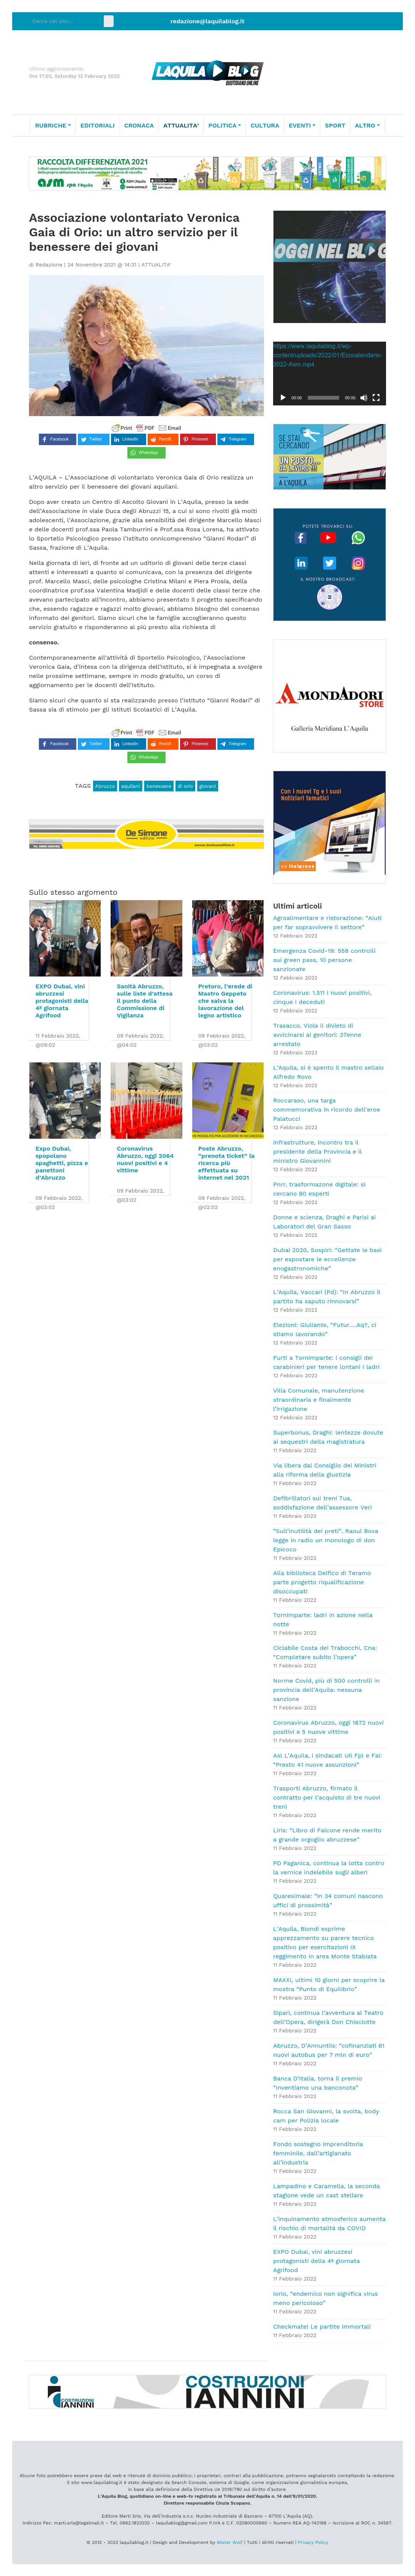 Cerca nel sito..
redazione@laquilablog.it
Ultimo aggiornamento:
Ore 17:03, Saturday 12 February 2022
LAQUILA BLOG
QUOTIDIANO ONLINE
RUBRICHE
EDITORIALI
CRONACA
ATTUALITA'
POLITICA
CULTURA
EVENTI
SPORT
ALTRO
RACCOLTA DIFFERENZIATA 2021
asm spa L'Aquila
Associazione volontariato Veronica
Gaia di Orio: un altro servizio per il
benessere dei giovani
di Redazione | 24 Novembre 2021 @ 14:31 | ATTUALITA'
Print PDF Email
Facebook Twitter LinkedIn Reddit Pinterest Telegram
WhatsApp
L'AQUILA – L'Associazione di volontariato Veronica Gaia di Orio realizza un
altro servizio per il benessere dei giovani aquilani.
Dopo aver creato un Centro di Ascolto Giovani in L'Aquila, presso la sede
dell'Associazione in viale Duca degli Abruzzi 15, a cui si sono rivolti già molti
adolescenti, l'Associazione, grazie alla sensibilità del dirigente Marcello Masci
e delle docenti prof.ssa Paola Tamburrini e prof.ssa Rosa Lorena, ha attivato
lo Sportello Psicologico presso l'Istituto onnicomprensivo "Gianni Rodari" di
Sassa, frazione di L'Aquila.
Nella giornata di ieri, di fonte ad un uditorio di giovani delle terze classi
attenti e interessati a quanto si comunicava, con la presenza del dirigente
prof. Marcello Masci, delle psicologhe Cristina Milani e Piera Pocia, della
coordinatrice prof.ssa Valentina Nadjidi e delle docenti delle classi terze che
avevano partecipato all'incontro, abbiamo presentato il progetto specificando
che, essendo ragazze e ragazzi molto giovani, abbiamo bisogno del consenso
informato dei genitori. Siamo sicuri che le famiglie accoglieranno questo
servizio gratuito e risponderanno di più alla richiesta di
consenso.
Contemporaneamente all'attività di Sportello Psicologico, l'Associazione
Veronica Gaia, d'intesa con la dirigenza dell'Istituto, si è impegnata a svolgere
nelle prossime settimane, sempre in modo gratuito, un corso di
aggiornamento per le docenti dell'Istituto.
Siamo sicuri che quanto si sta realizzando presso l'Istituto "Gianni Rodari" di
Sassa sia di stimolo per gli Istituti Scolastici di L'Aquila.
Print PDF Email
Facebook Twitter LinkedIn Reddit Pinterest Telegram
WhatsApp
TAGS Abruzzo aquilani benessere di orio giovani
De Simone
Sullo stesso argomento
EXPO Dubai, vini
abruzzesi
protagonisti della
4ª giornata
Agrifood
11 Febbraio 2022,
@09:02
Sanità Abruzzo,
sulle liste d'attesa
il punto della
Commissione di
Vigilanza
09 Febbraio 2022,
@04:02
Pretoro, l'erede di
Mastro Geppeto
che salva la
lavorazione del
legno artistico
09 Febbraio 2022,
@03:02
Expo Dubai,
spopolano
spaghetti, pizza e
panettoni
d'Abruzzo
09 Febbraio 2022,
@03:02
Coronavirus
Abruzzo, oggi 2064
nuovi positivi e 4
vittime
09 Febbraio 2022,
@03:02
Poste Abruzzo,
"prenota ticket" la
ricerca più
effettuata su
internet nel 2021
09 Febbraio 2022,
@02:02
OGGI NEL BLOG
https://www.laquilablog.it/wp-
content/uploads/2022/01/Ecocalendario-
2022-Asm.mp4
00:00 00:00
SE STAI
CERCANDO
UN POSTO...
DA LAVORO !!!
A L'AQUILA
POTETE TROVARCI SU:
IL NOSTRO BROADCAST:
MONDADORI
STORE
Galleria Meridiana L'Aquila
Con i nuovi Tg e i suoi
Notiziari tematici
>> Italpress
Ultimi articoli
Agroalimentare e ristorazione: "Aiuti
per far sopravvivere il settore"
12 Febbraio 2022
Emergenza Covid-19: 558 controlli
sui green pass, 10 persone
sanzionate
12 Febbraio 2022
Coronavirus: 1.511 i nuovi positivi,
cinque i deceduti
12 Febbraio 2022
Trasacco. Viola il divieto di
avvicinarsi ai genitori: 37enne
arrestato
12 Febbraio 2022
L'Aquila, si è spento il mastro sellaio
Alfredo Rovo
12 Febbraio 2022
Roccaraso, una targa
commemorativa in ricordo dell'eroe
Palatucci
12 Febbraio 2022
Infrastrutture, incontro tra il
presidente della Provincia e il
ministro Giovannini
12 Febbraio 2022
Pnrr, trasformazone digitale: si
cercano 80 esperti
12 Febbraio 2022
Donne e scienza, Draghi e Parisi ai
Laboratori del Gran Sasso
12 Febbraio 2022
Dubai 2020, Sospiri: "Gettate le basi
per espostare le eccellenze
enogastronomiche"
12 Febbraio 2022
L'Aquila, Vaccari (Pd): "In Abruzzo il
partito ha saputo rinnovarsi"
12 Febbraio 2022
Elezioni: Giuliante, "Futur....Aq?, ci
stiamo lavorando"
12 Febbraio 2022
Furti a Tornimparte: i consigli dei
carabinieri per tenere lontani i ladri
12 Febbraio 2022
Villa Comunale, manutenzione
straordinaria e finalmente
l'irrigazione
12 Febbraio 2022
Superbonus, Draghi: lentezze dovute
ai sequestri della magistratura
11 Febbraio 2022
Via libera dal Consiglio dei Ministri
alla riforma della giustizia
11 Febbraio 2022
Defibrillatori sui treni Tua,
soddisfazione dell'assessore Verì
11 Febbraio 2022
"Sull'inutilità dei preti", Raoul Bova
legge in radio un monologo di don
Epicoco
11 Febbraio 2022
Alla biblioteca Delfico di Teramo
parte progetto riqualificazione
disoccupati
11 Febbraio 2022
Tornimparte: ladri in azione nella
notte
11 Febbraio 2022
Ciclabile Costa dei Trabocchi, Cna:
"Completare subito l'opera"
11 Febbraio 2022
Norme Covid, più di 500 controlli in
provincia dell'Aquila: nessuna
sanzione
11 Febbraio 2022
Coronavirus Abruzzo, oggi 1872 nuovi
positivi e 5 nuove vittime
11 Febbraio 2022
Asl L'Aquila, i sindacati Uil Fpl e Fai:
"Presto 41 nuove assunzioni"
11 Febbraio 2022
Trasporti Abruzzo, firmato il
contratto per l'acquisto di tre nuovi
treni
11 Febbraio 2022
Liris: "Libro di Falcone rende merito
a grande orgoglio abruzzese"
11 Febbraio 2022
PD Paganica, continua la lotta contro
la vernice indelebile sugli alberi
11 Febbraio 2022
Quaresimale: "In 34 comuni nascono
uffici di prossimità"
11 Febbraio 2022
L'Aquila, Biondi esprime
apprezzamento su parere tecnico
positivo per esercitazioni IX
reggimento in area Monte Stabiata
11 Febbraio 2022
MAXXI, ultimi 10 giorni per scoprire la
mostra "Punto di Equilibrio"
11 Febbraio 2022
Sipari, continua l'avventura al Teatro
dell'Opera, dirigerà Don Chisciotte
11 Febbraio 2022
Abruzzo, D'Annuntiis: "cofinanziati 61
nuovi autobus per 7 mln di euro"
11 Febbraio 2022
Banca D'Italia, torna il premio
"Inventiamo una banconota"
11 Febbraio 2022
Rocca San Giovanni, la svolta, body
cam per Polizia locale
11 Febbraio 2022
Fondo sostegno imprenditoria
femminile, dall'artigianato
all'industria
11 Febbraio 2022
Lampadino e Caramella, la seconda
stagione vede un cast stellare
11 Febbraio 2022
L'inquinamento atmosferico aumenta
il rischio di mortalità da COVID
11 Febbraio 2022
EXPO Dubai, vini abruzzesi
protagonisti della 4ª giornata
Agrifood
11 Febbraio 2022
Iorio, "endemico non significa virus
meno pericoloso"
11 Febbraio 2022
Checkmate! Le partite immortali
11 Febbraio 2022
COSTRUZIONI
IANNINI
COSTRUZIONI
IANNINI
Alcune foto potrebbero essere prese dal web e ritenute di dominio pubblico; i proprietari, contrari alla pubblicazione, potranno segnalarcelo contattando la redazione.
Il sito www.laquilablog.it è stato designato da Search Console, sistema di Google, come organizzazione giornalistica europea,
in base alla definizione della Direttiva Ue 2019/790 sul diritto d'autore.
L'Aquila Blog, quotidiano on-line e web-tv registrato al Tribunale dell'Aquila n. 14 dell'8/01/2020.
Direttore responsabile Cinzia Scopano.
Editore Marti Srls, Via dell'Industria s.n.c. Nucleo Industriale di Bazzano – 67100 L'Aquila (AQ).
Indirizzo Pec: marti.srls@legalmail.it – Tel. 0862.1823232 – laquilablog@gmail.com P.IVA e C.F. 02080000660 – Numero REA AQ-142188 – Iscrizione al ROC n. 34567.
© 2012 - 2022 laquilablog.it | Design and Development by Mister Wolf | Tutti i diritti riservati | Privacy Policy